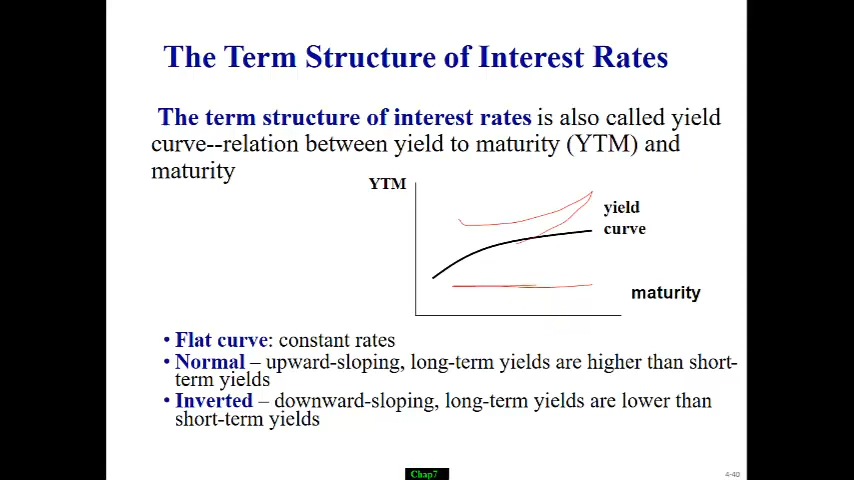 The Term Structure of Interest Rates
The term structure of interest rates is also called yield
curve--relation between yield to maturity (YTM) and
maturity
YTM
yield
curve
maturity
• Flat curve: constant rates
• Normal – upward-sloping, long-term yields are higher than short-
term yields
• Inverted – downward-sloping, long-term yields are lower than
short-term yields
Chap7
4-40